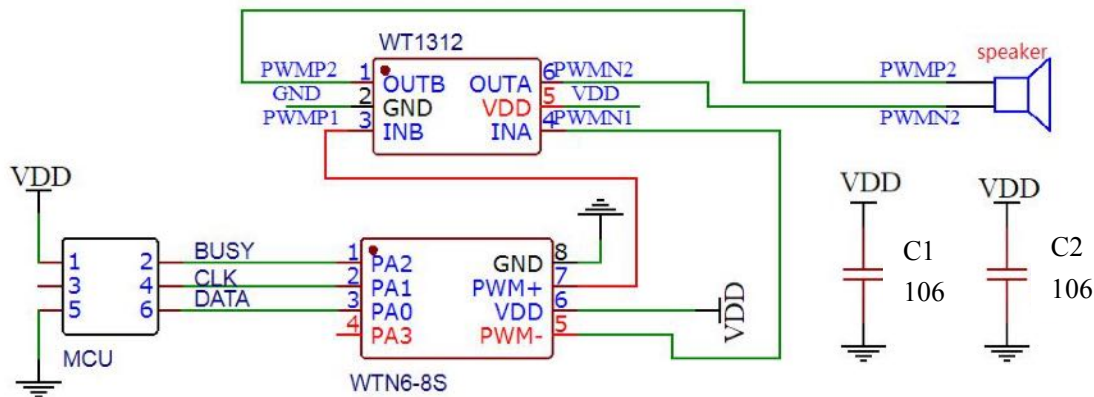 WT1312
PWMP2 1 OUTB OUTA 6 PWMN2
GND 2 GND VDD 5 VDD
PWMP1 3 INB INA 4 PWMN1
speaker
PWMP2
PWMN2
VDD
1 2 BUSY
3 4 CLK
5 6 DATA
MCU
1 PA2 GND 8
2 PA1 PWM+ 7
3 PA0 VDD 6
4 PA3 PWM- 5
WTN6-8S
VDD
VDD
C1
106
VDD
C2
106